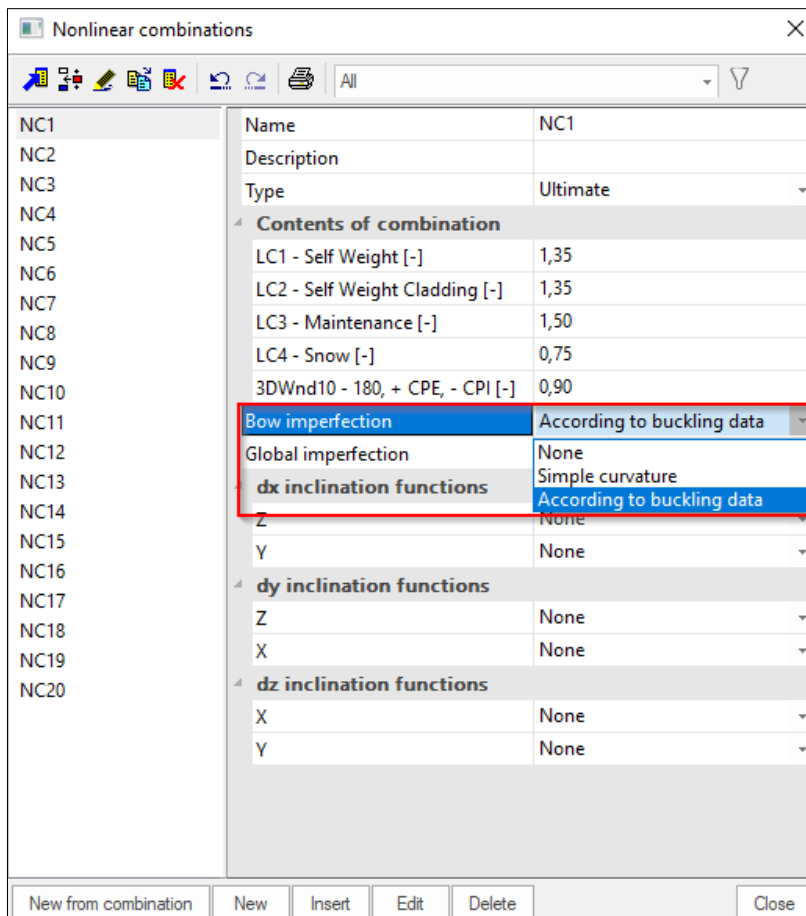 Nonlinear combinations
All
NC1
NC2
NC3
NC4
NC5
NC6
NC7
NC8
NC9
NC10
NC11
NC12
NC13
NC14
NC15
NC16
NC17
NC18
NC19
NC20
Name NC1
Description
Type Ultimate
Contents of combination
LC1 - Self Weight [-] 1,35
LC2 - Self Weight Cladding [-] 1,35
LC3 - Maintenance [-] 1,50
LC4 - Snow [-] 0,75
3DWnd10 - 180, + CPE, - CPI [-] 0,90
Bow imperfection According to buckling data
Global imperfection None
Simple curvature
dx inclination functions According to buckling data
Z None
Y None
dy inclination functions
Z None
X None
dz inclination functions
X None
Y None
New from combination New Insert Edit Delete Close